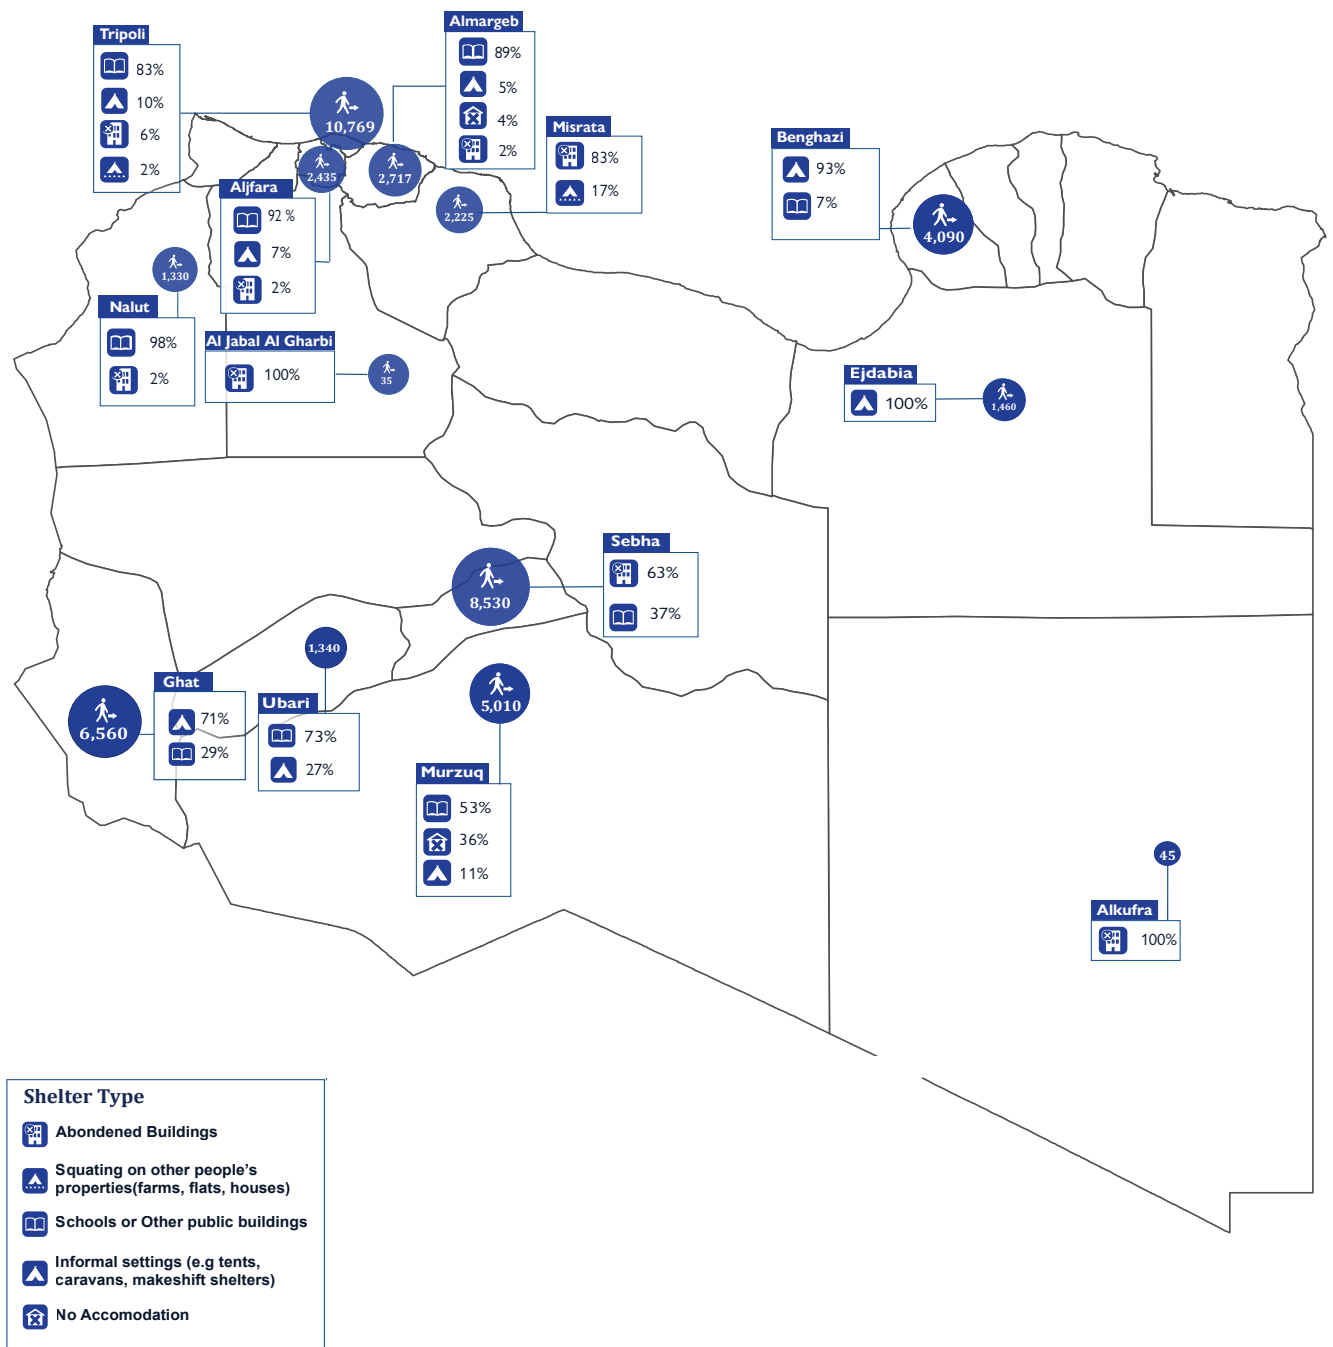 Tripoli
83%
10%
6%
2%
10,769
Almargeb
89%
5%
4%
2%
2,717
Misrata
83%
17%
2,225
Benghazi
93%
7%
4,090
2,435
Aljfara
92 %
7%
2%
1,330
Nalut
98%
2%
Al Jabal Al Gharbi
100%
35
Ejdabia
100%
1,460
Sebha
63%
37%
8,530
1,340
Ghat
71%
29%
6,560
Ubari
73%
27%
5,010
Murzuq
53%
36%
11%
45
Alkufra
100%
Shelter Type
Abondened Buildings
Squating on other people's
properties(farms, flats, houses)
Schools or Other public buildings
Informal settings (e.g tents,
caravans, makeshift shelters)
No Accomodation